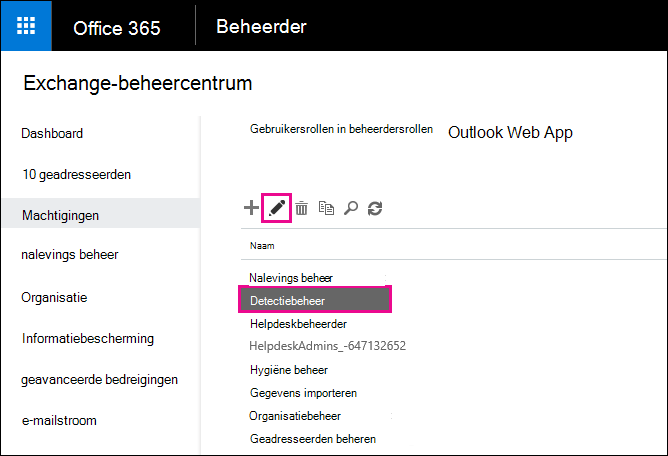 Office 365 Beheerder
Exchange-beheercentrum
Dashboard
10 geadresseerden
Machtigingen
nalevings beheer
Organisatie
Informatiebescherming
geavanceerde bedreigingen
e-mailstroom
Gebruikersrollen in beheerdersrollen Outlook Web App
Naam
Nalevings beheer
Detectiebeheer
Helpdeskbeheerder
HelpdeskAdmins_-647132652
Hygiëne beheer
Gegevens importeren
Organisatiebeheer
Geadresseerden beheren